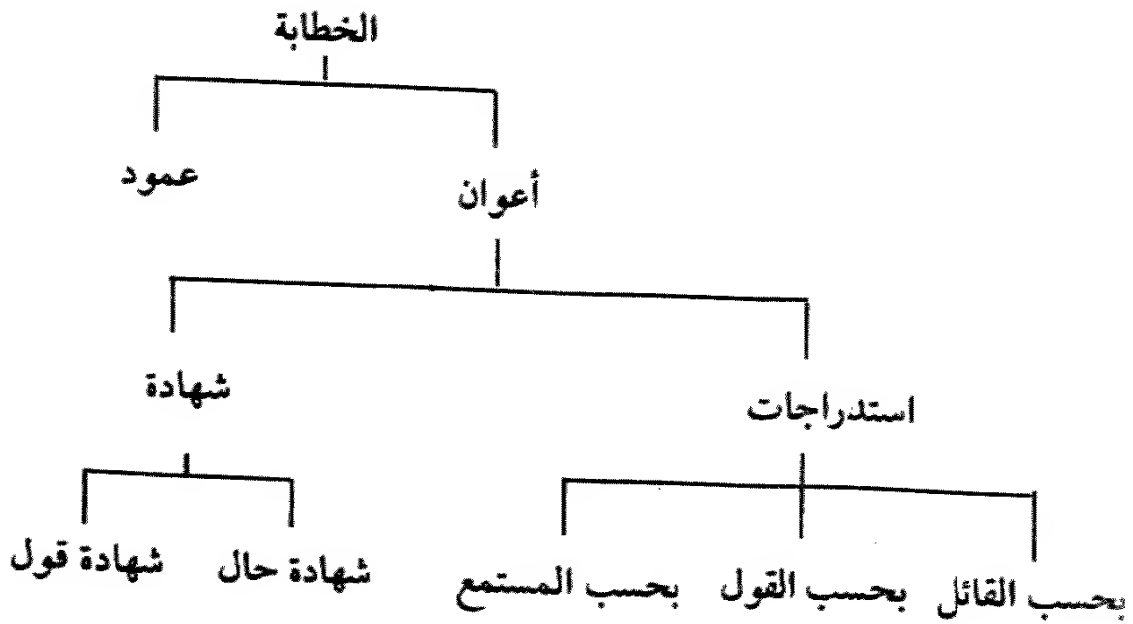 الخطابة
أعوان
عمود
استدراجات
شهادة
بحسب القائل
بحسب القول
بحسب المستمع
شهادة حال
شهادة قول